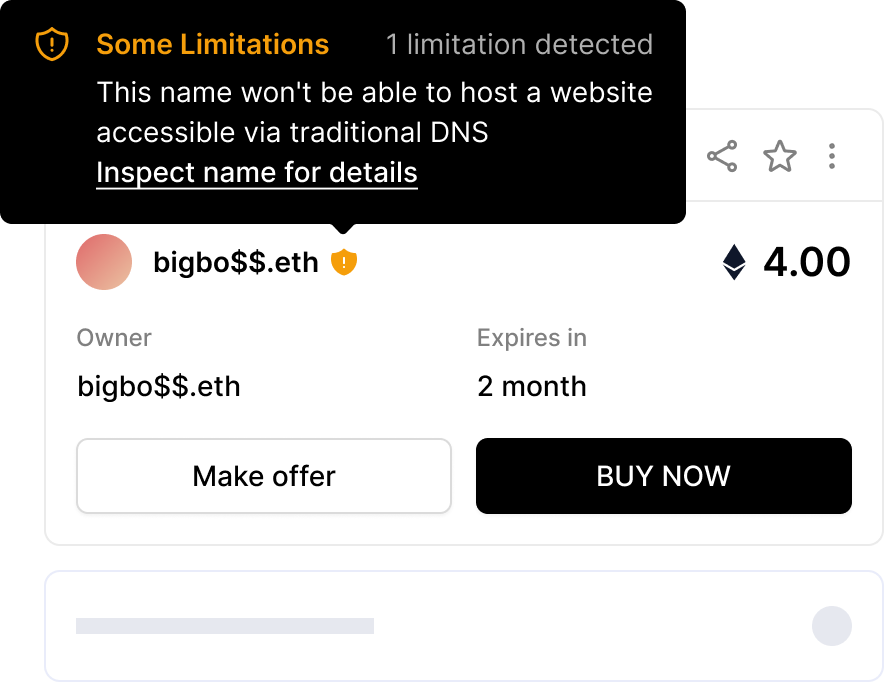 Some Limitations 1 limitation detected
This name won't be able to host a website
accessible via traditional DNS
Inspect name for details
bigbo$$.eth 4.00
Owner Expires in
bigbo$$.eth 2 month
Make offer BUY NOW